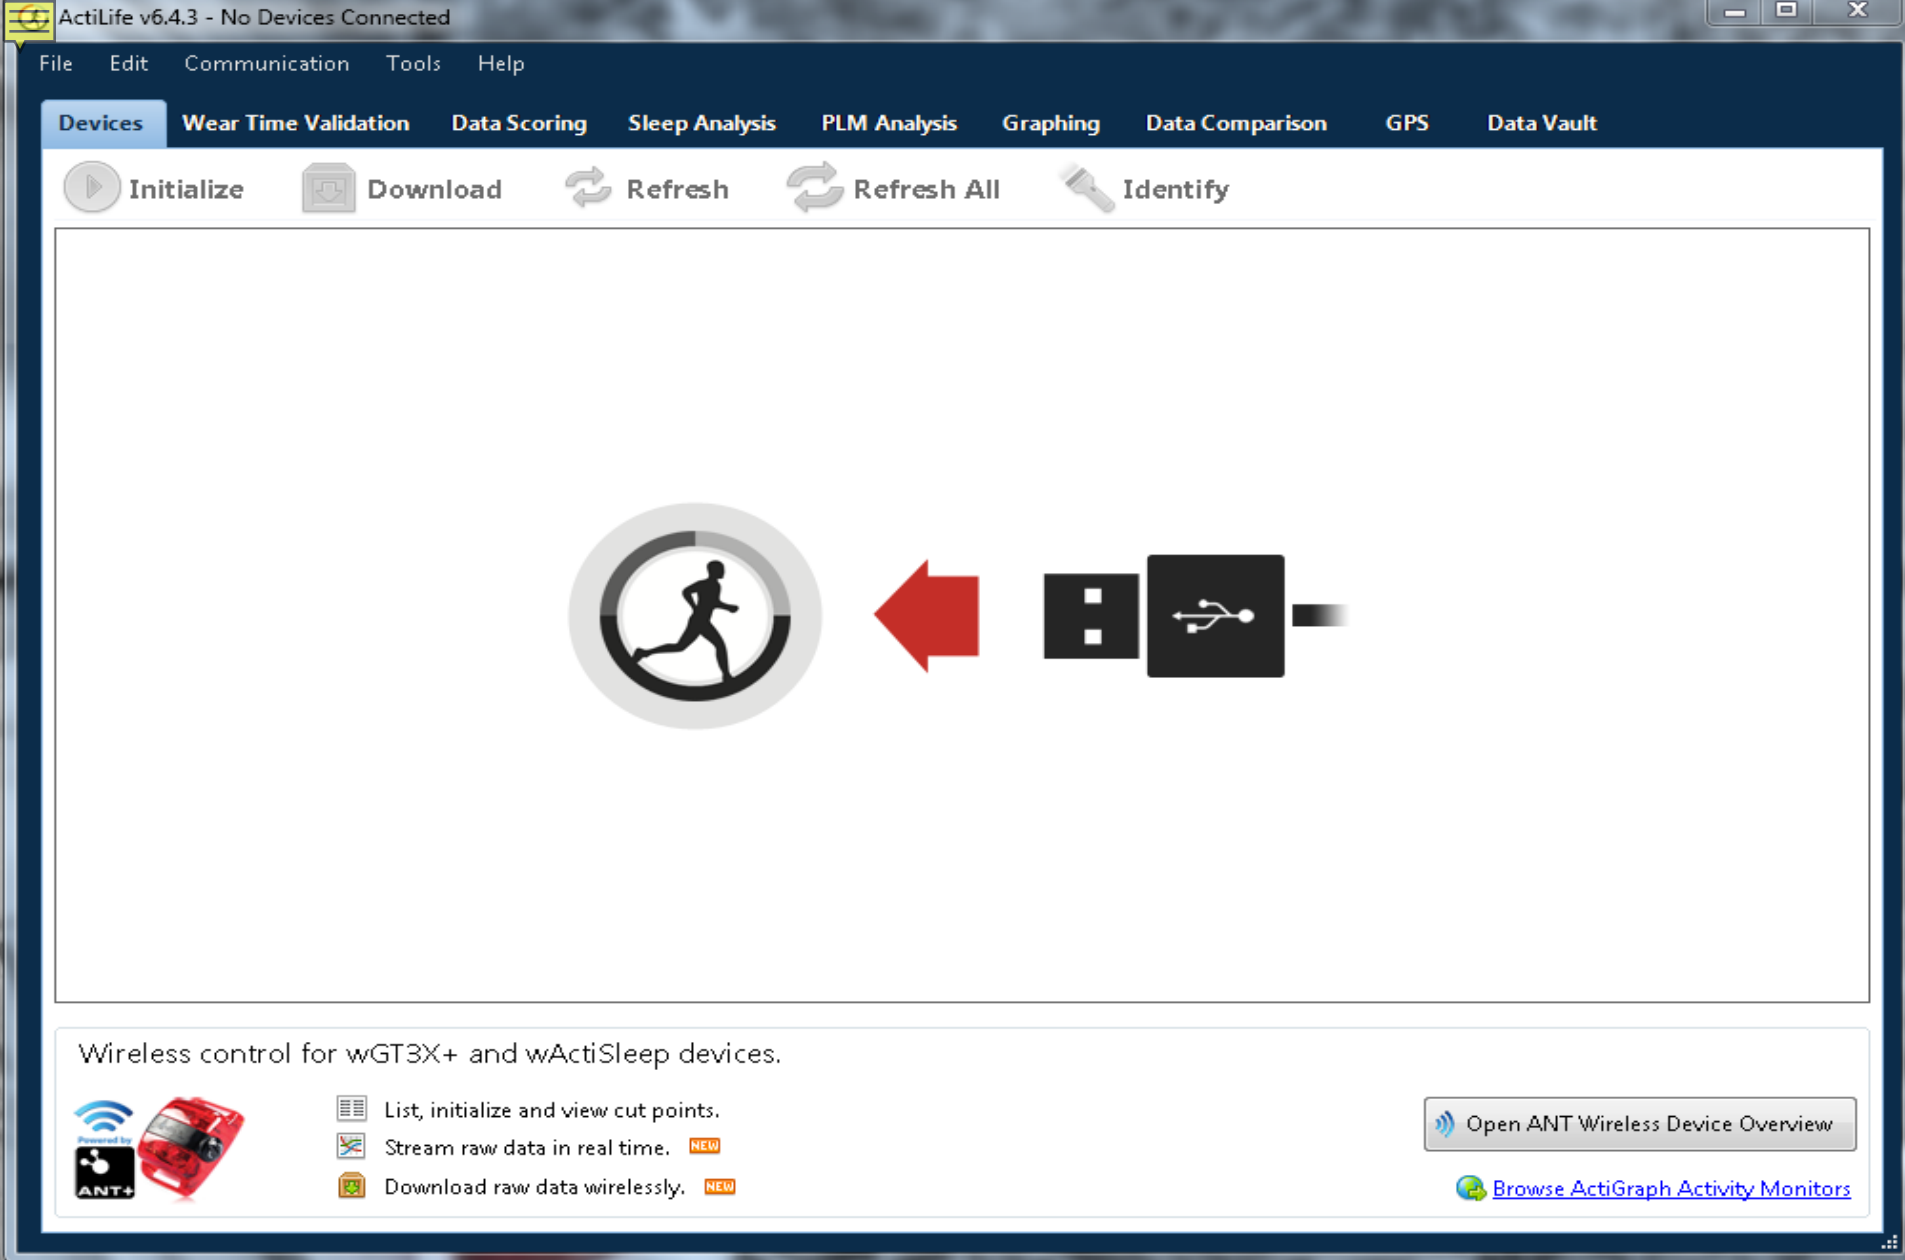 ActiLife v6.4.3 - No Devices Connected
File Edit Communication Tools Help
Devices Wear Time Validation Data Scoring Sleep Analysis PLM Analysis Graphing Data Comparison GPS Data Vault
Initialize Download Refresh Refresh All Identify
Wireless control for wGT3X+ and wActiSleep devices.
List, initialize and view cut points.
Stream raw data in real time. NEW
Download raw data wirelessly. NEW
Powered by
ANT+
Open ANT Wireless Device Overview
Browse ActiGraph Activity Monitors